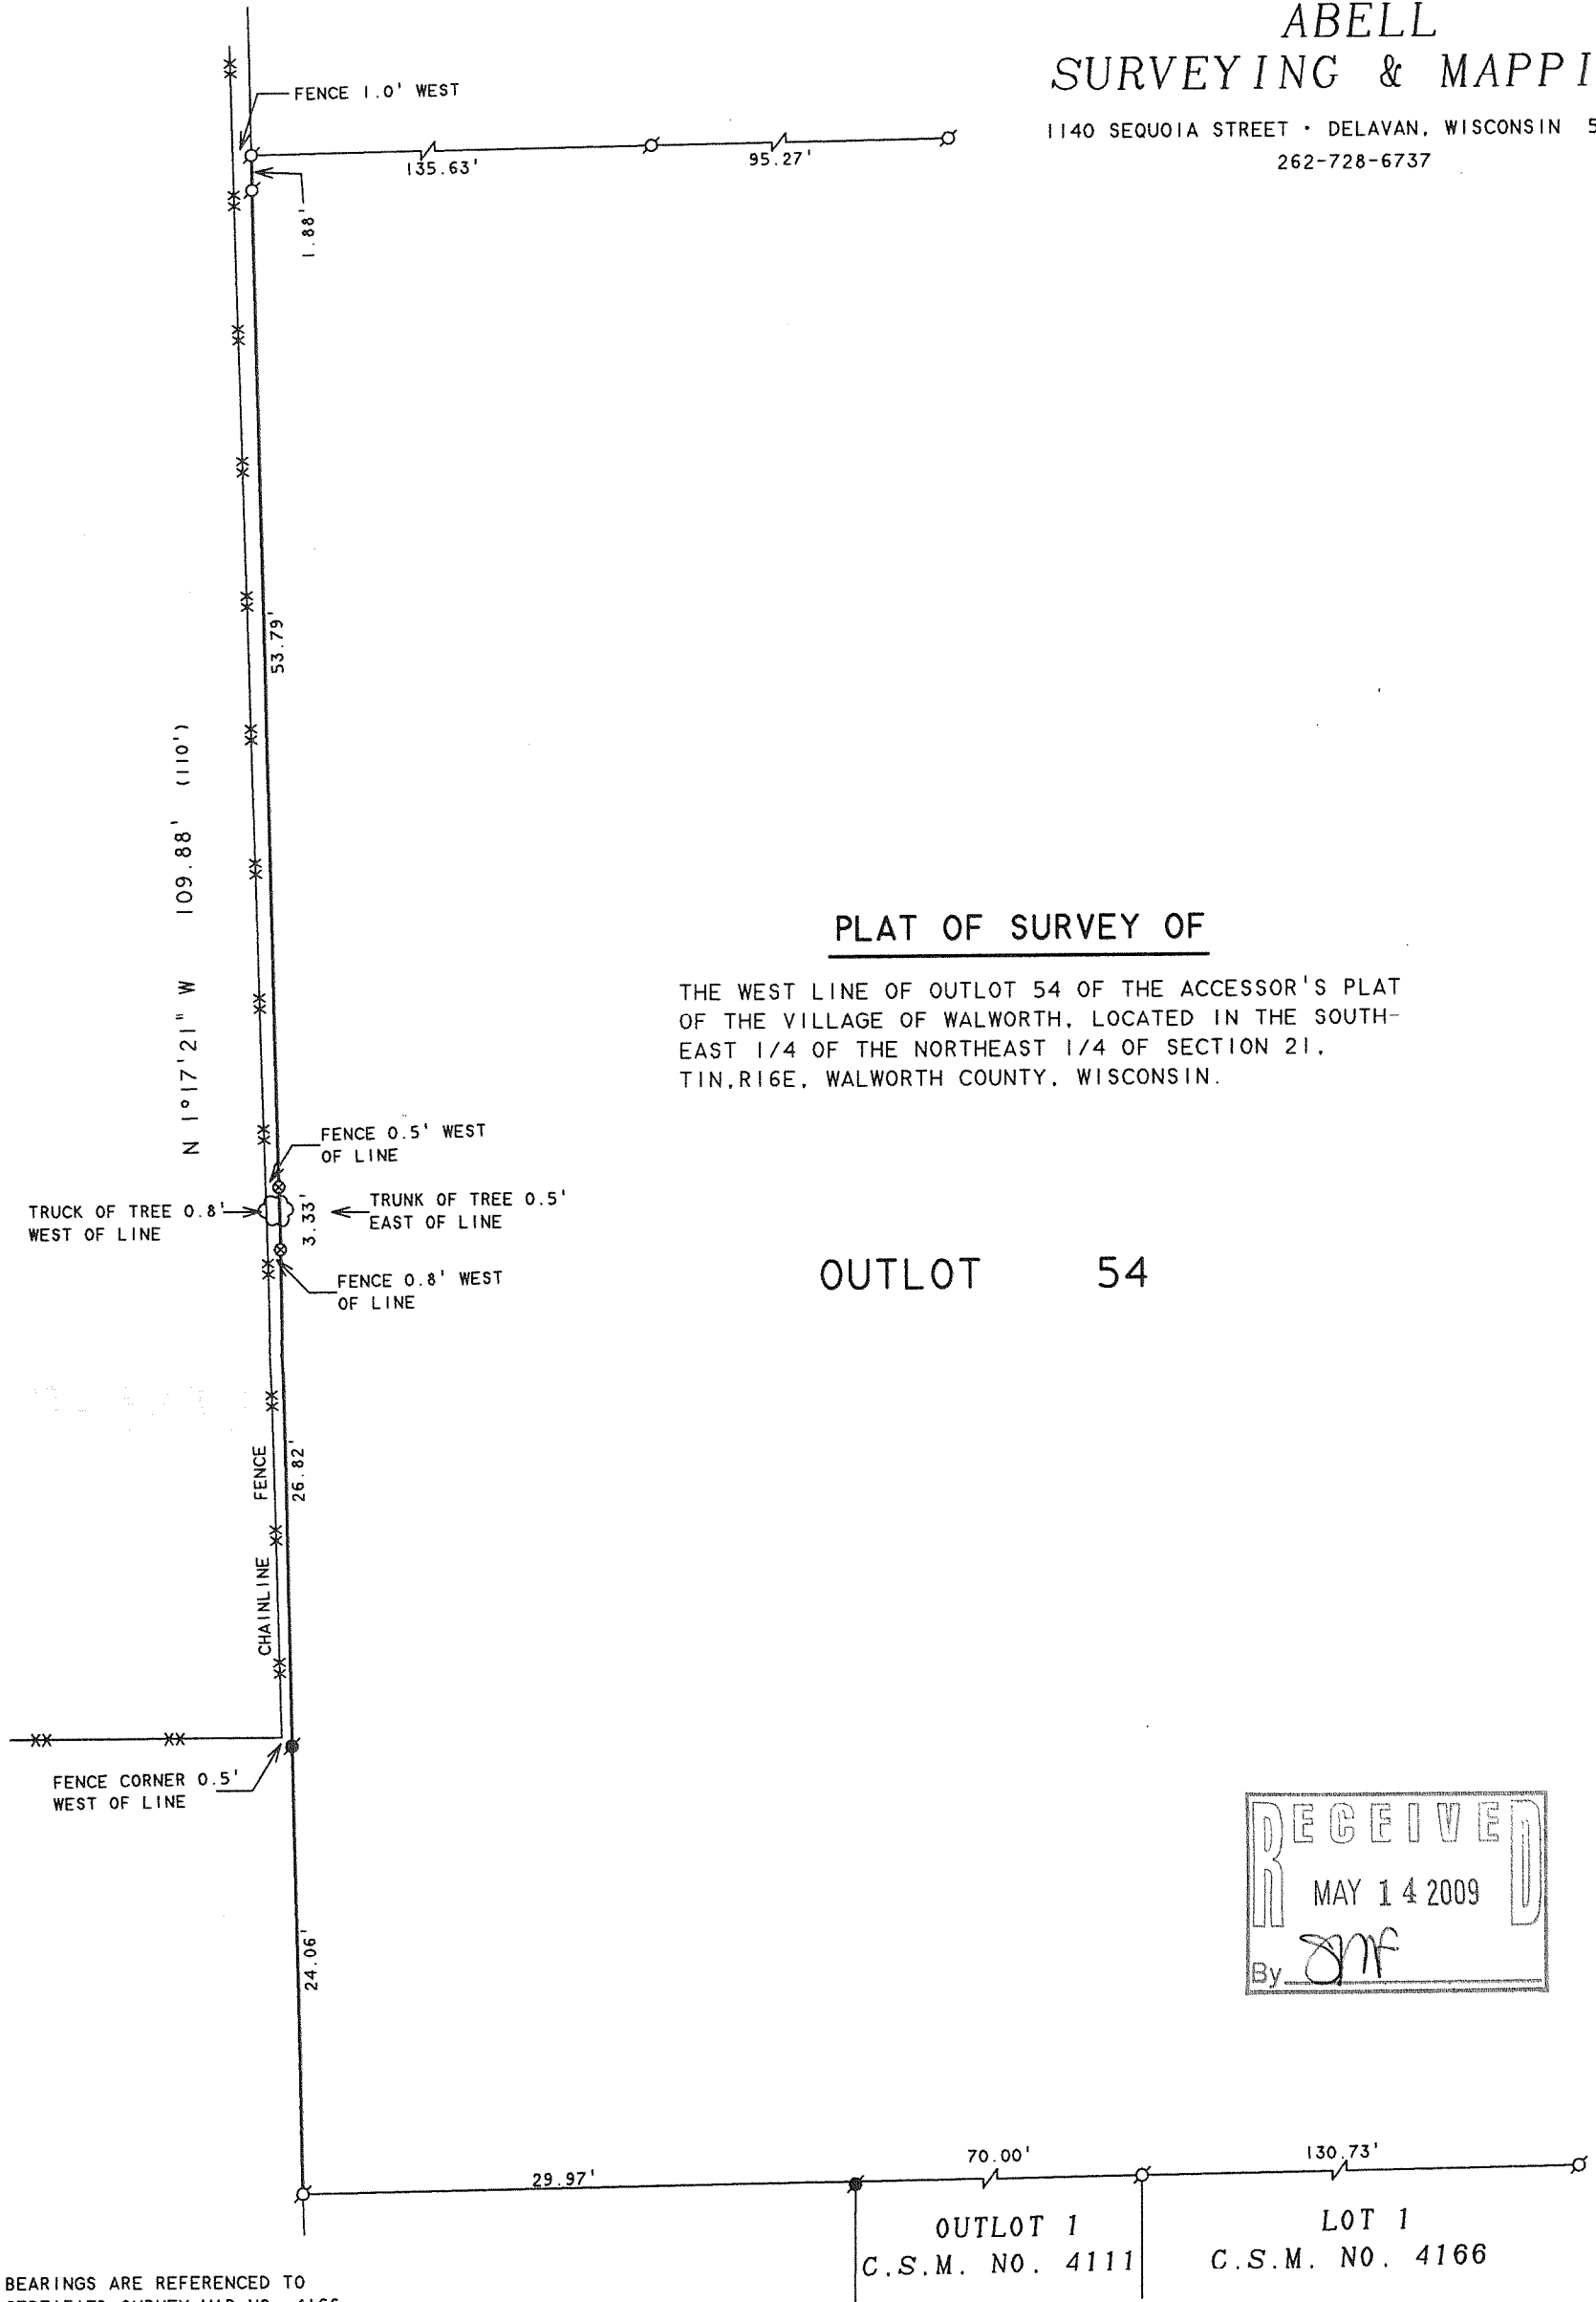 ABELL
SURVEYING & MAPPI
1140 SEQUOIA STREET • DELAVAN, WISCONSIN 5
262-728-6737
FENCE 1.0' WEST
135.63'
95.27'
1.88'
53.79'
N 1°17'21" W 109.88' (110')
PLAT OF SURVEY OF
THE WEST LINE OF OUTLOT 54 OF THE ACCESSOR'S PLAT
OF THE VILLAGE OF WALWORTH, LOCATED IN THE SOUTH-
EAST 1/4 OF THE NORTHEAST 1/4 OF SECTION 21,
T1N,R16E, WALWORTH COUNTY, WISCONSIN.
FENCE 0.5' WEST
OF LINE
TRUCK OF TREE 0.8'
WEST OF LINE
3.33'
TRUNK OF TREE 0.5'
EAST OF LINE
FENCE 0.8' WEST
OF LINE
OUTLOT 54
CHAINLINE FENCE
26.82'
FENCE CORNER 0.5'
WEST OF LINE
RECEIVED
MAY 14 2009
By
24.06'
29.97'
70.00'
130.73'
OUTLOT 1
C.S.M. NO. 4111
LOT 1
C.S.M. NO. 4166
BEARINGS ARE REFERENCED TO